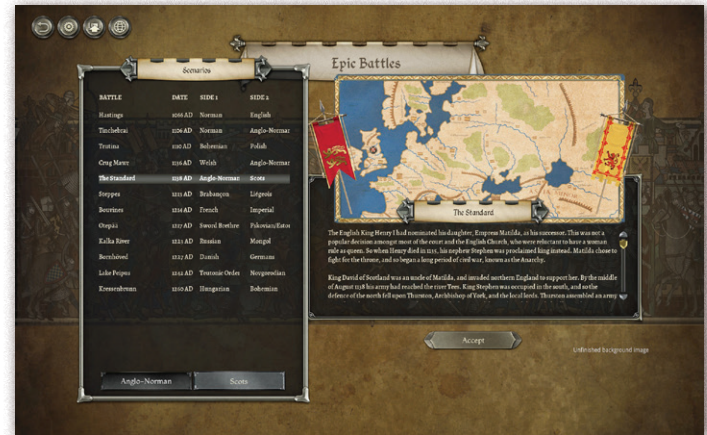 Epic Battles
Scenarios
BATTLE DATE SIDE 1 SIDE 2
Hastings 1066 AD Norman English
Tinchebrai 1106 AD Norman Anglo-Norman
Trutina 1110 AD Bohemian Polish
Crug Mawr 1136 AD Welsh Anglo-Norman
The Standard 1138 AD Anglo-Norman Scots
Steppes 1213 AD Brabançon Liégeois
Bouvines 1214 AD French Imperial
Otepää 1217 AD Sword Brethre Pskovian/Estor
Kalka River 1223 AD Russian Mongol
Bornhöved 1227 AD Danish Germans
Lake Peipus 1242 AD Teutonic Order Novgorodian
Kressenbrunn 1260 AD Hungarian Bohemian
Anglo-Norman Scots
The Standard
The English King Henry I had nominated his daughter, Empress Matilda, as his successor. This was not a
popular decision amongst most of the court and the English Church, who were reluctant to have a woman
rule as queen. So when Henry died in 1135, his nephew Stephen was proclaimed king instead. Matilda chose to
fight for the throne, and so began a long period of civil war, known as the Anarchy.
King David of Scotland was an uncle of Matilda, and invaded northern England to support her. By the middle
of August 1138 his army had reached the river Tees. King Stephen was occupied in the south, and so the
defence of the north fell upon Thurston, Archbishop of York, and the local lords. Thurston assembled an army
Accept
Unfinished Background Image